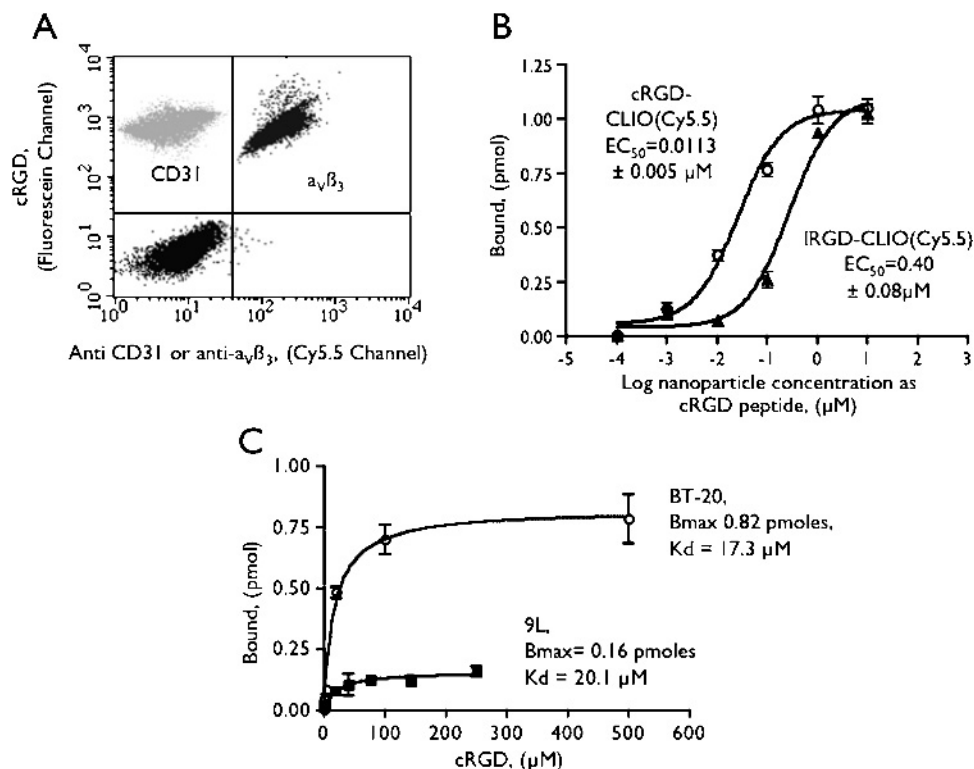 A
cRGD,
(Fluorescein Channel)
10^4
10^3
10^2
10^1
10^0
CD31
aᵥß₃
10^0 10^1 10^2 10^3 10^4
Anti CD31 or anti-aᵥß₃, (Cy5.5 Channel)
B
Bound, (pmol)
1.25
1.00
0.75
0.50
0.25
0.00
cRGD-
CLIO(Cy5.5)
EC₅₀=0.0113
± 0.005 µM
lRGD-CLIO(Cy5.5)
EC₅₀=0.40
± 0.08µM
-5 -4 -3 -2 -1 0 1 2 3
Log nanoparticle concentration as
cRGD peptide, (µM)
C
Bound, (pmol)
1.00
0.75
0.50
0.25
0.00
BT-20,
Bmax 0.82 pmoles,
Kd = 17.3 µM
9L,
Bmax= 0.16 pmoles
Kd = 20.1 µM
0 100 200 300 400 500 600
cRGD, (µM)